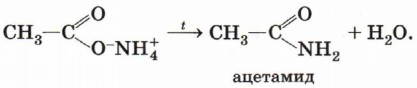 O
O
CH₃—C
t
CH₃—C
+ H₂O.
O⁻NH₄⁺
NH₂
ацетамид